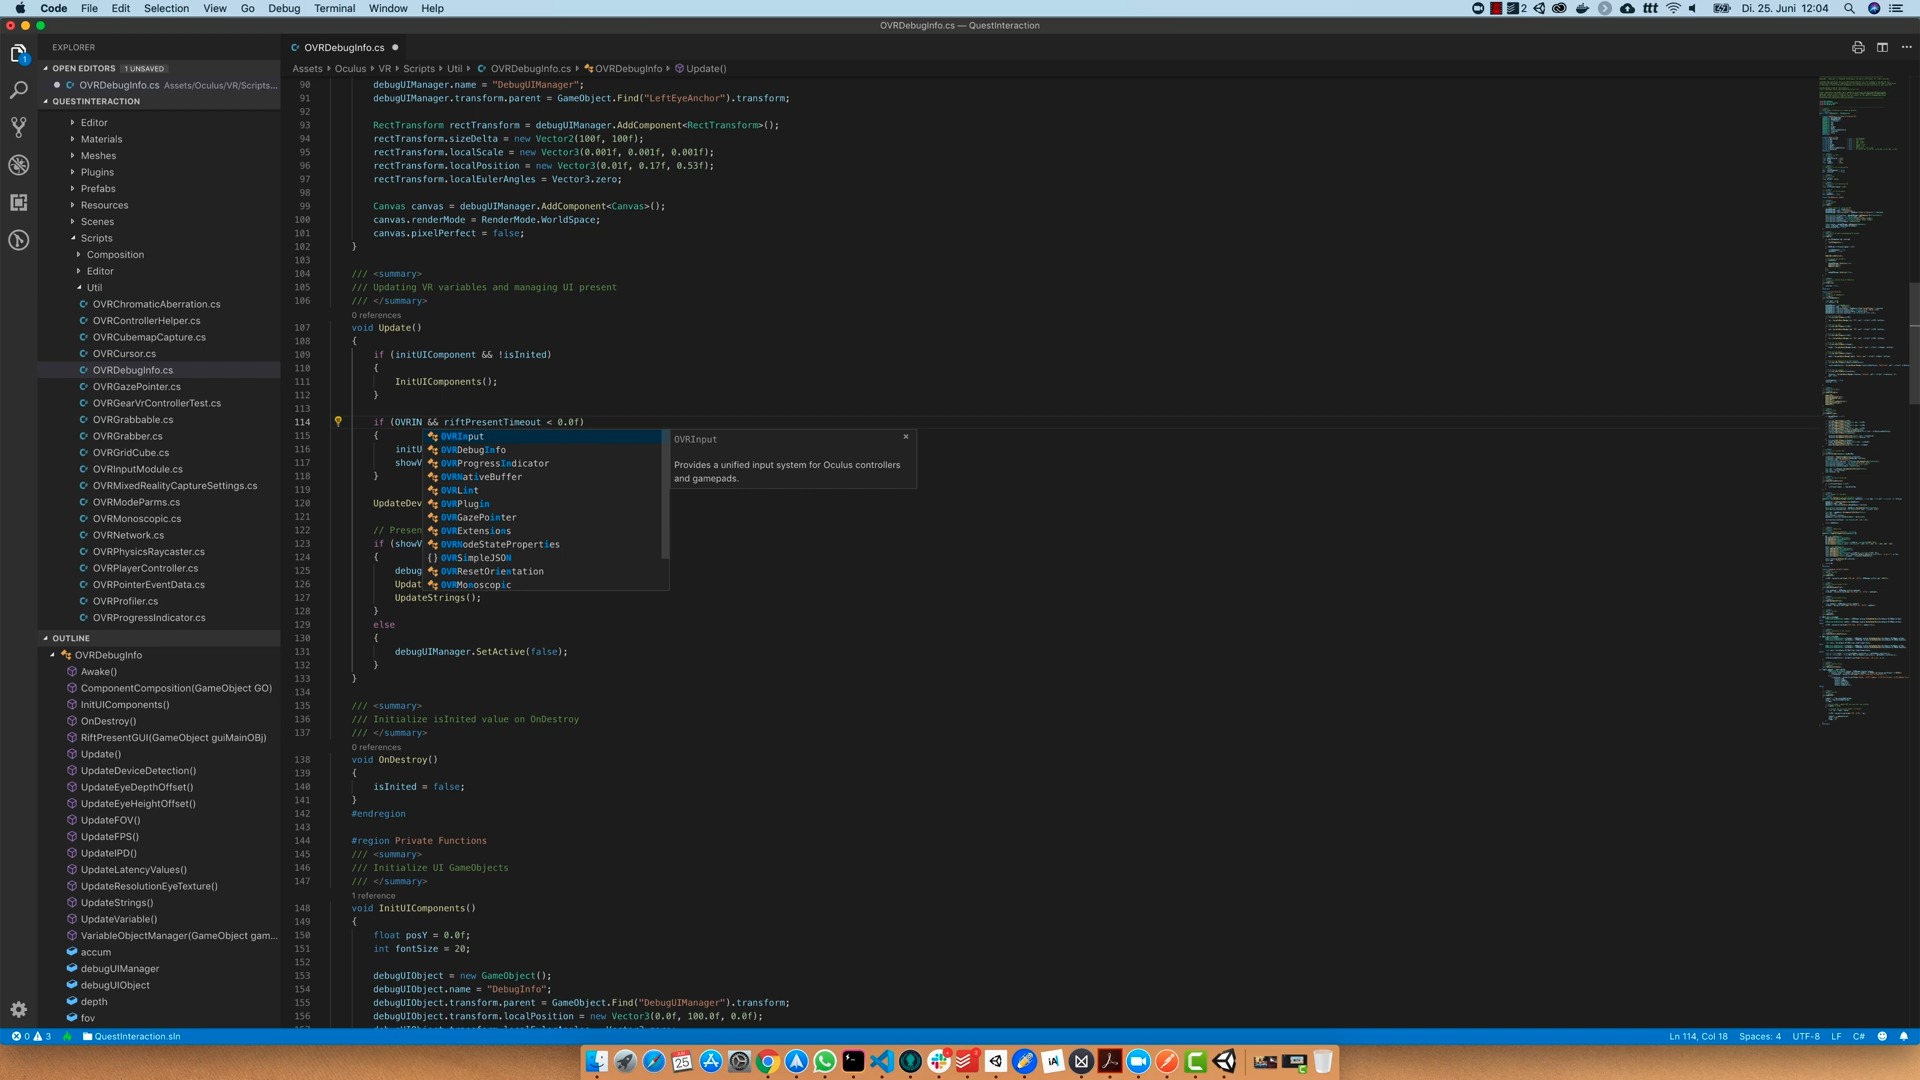 Code File Edit Selection View Go Debug Terminal Window Help
2 Di. 25. Juni 12:04
OVRDebugInfo.cs — QuestInteraction
EXPLORER
OPEN EDITORS 1 UNSAVED
OVRDebugInfo.cs Assets/Oculus/VR/Scripts...
QUESTINTERACTION
Editor
Materials
Meshes
Plugins
Prefabs
Resources
Scenes
Scripts
Composition
Editor
Util
OVRChromaticAberration.cs
OVRControllerHelper.cs
OVRCubemapCapture.cs
OVRCursor.cs
OVRDebugInfo.cs
OVRGazePointer.cs
OVRGearVrControllerTest.cs
OVRGrabbable.cs
OVRGrabber.cs
OVRGridCube.cs
OVRInputModule.cs
OVRMixedRealityCaptureSettings.cs
OVRModeParms.cs
OVRMonoscopic.cs
OVRNetwork.cs
OVRPhysicsRaycaster.cs
OVRPlayerController.cs
OVRPointerEventData.cs
OVRProfiler.cs
OVRProgressIndicator.cs
OUTLINE
OVRDebugInfo
Awake()
ComponentComposition(GameObject GO)
InitUIComponents()
OnDestroy()
RiftPresentGUI(GameObject guiMainOBj)
Update()
UpdateDeviceDetection()
UpdateEyeDepthOffset()
UpdateEyeHeightOffset()
UpdateFOV()
UpdateFPS()
UpdateIPD()
UpdateLatencyValues()
UpdateResolutionEyeTexture()
UpdateStrings()
UpdateVariable()
VariableObjectManager(GameObject gam...
accum
debugUIManager
debugUIObject
depth
fov
OVRDebugInfo.cs
Assets Oculus VR Scripts Util OVRDebugInfo.cs OVRDebugInfo Update()
90 debugUIManager.name = "DebugUIManager";
91 debugUIManager.transform.parent = GameObject.Find("LeftEyeAnchor").transform;
92
93 RectTransform rectTransform = debugUIManager.AddComponent<RectTransform>();
94 rectTransform.sizeDelta = new Vector2(100f, 100f);
95 rectTransform.localScale = new Vector3(0.001f, 0.001f, 0.001f);
96 rectTransform.localPosition = new Vector3(0.01f, 0.17f, 0.53f);
97 rectTransform.localEulerAngles = Vector3.zero;
98
99 Canvas canvas = debugUIManager.AddComponent<Canvas>();
100 canvas.renderMode = RenderMode.WorldSpace;
101 canvas.pixelPerfect = false;
102 }
103
104 /// <summary>
105 /// Updating VR variables and managing UI present
106 /// </summary>
0 references
107 void Update()
108 {
109 if (initUIComponent && !isInited)
110 {
111 InitUIComponents();
112 }
113
114 if (OVRIN && riftPresentTimeout < 0.0f)
115 {
116 initU
117 showV
118 }
119
120 UpdateDev
121
122 // Presen
123 if (showV
124 {
125 debug
126 Updat
127 UpdateStrings();
128 }
129 else
130 {
131 debugUIManager.SetActive(false);
132 }
133 }
134
135 /// <summary>
136 /// Initialize isInited value on OnDestroy
137 /// </summary>
0 references
138 void OnDestroy()
139 {
140 isInited = false;
141 }
142 #endregion
143
144 #region Private Functions
145 /// <summary>
146 /// Initialize UI GameObjects
147 /// </summary>
1 reference
148 void InitUIComponents()
149 {
150 float posY = 0.0f;
151 int fontSize = 20;
152
153 debugUIObject = new GameObject();
154 debugUIObject.name = "DebugInfo";
155 debugUIObject.transform.parent = GameObject.Find("DebugUIManager").transform;
156 debugUIObject.transform.localPosition = new Vector3(0.0f, 100.0f, 0.0f);
OVRInput
OVRDebugInfo
OVRProgressIndicator
OVRNativeBuffer
OVRLint
OVRPlugin
OVRGazePointer
OVRExtensions
OVRNodeStateProperties
{} OVRSimpleJSON
OVRResetOrientation
OVRMonoscopic
OVRInput
Provides a unified input system for Oculus controllers
and gamepads.
0 3 QuestInteraction.sln
Ln 114, Col 18 Spaces: 4 UTF-8 LF C#